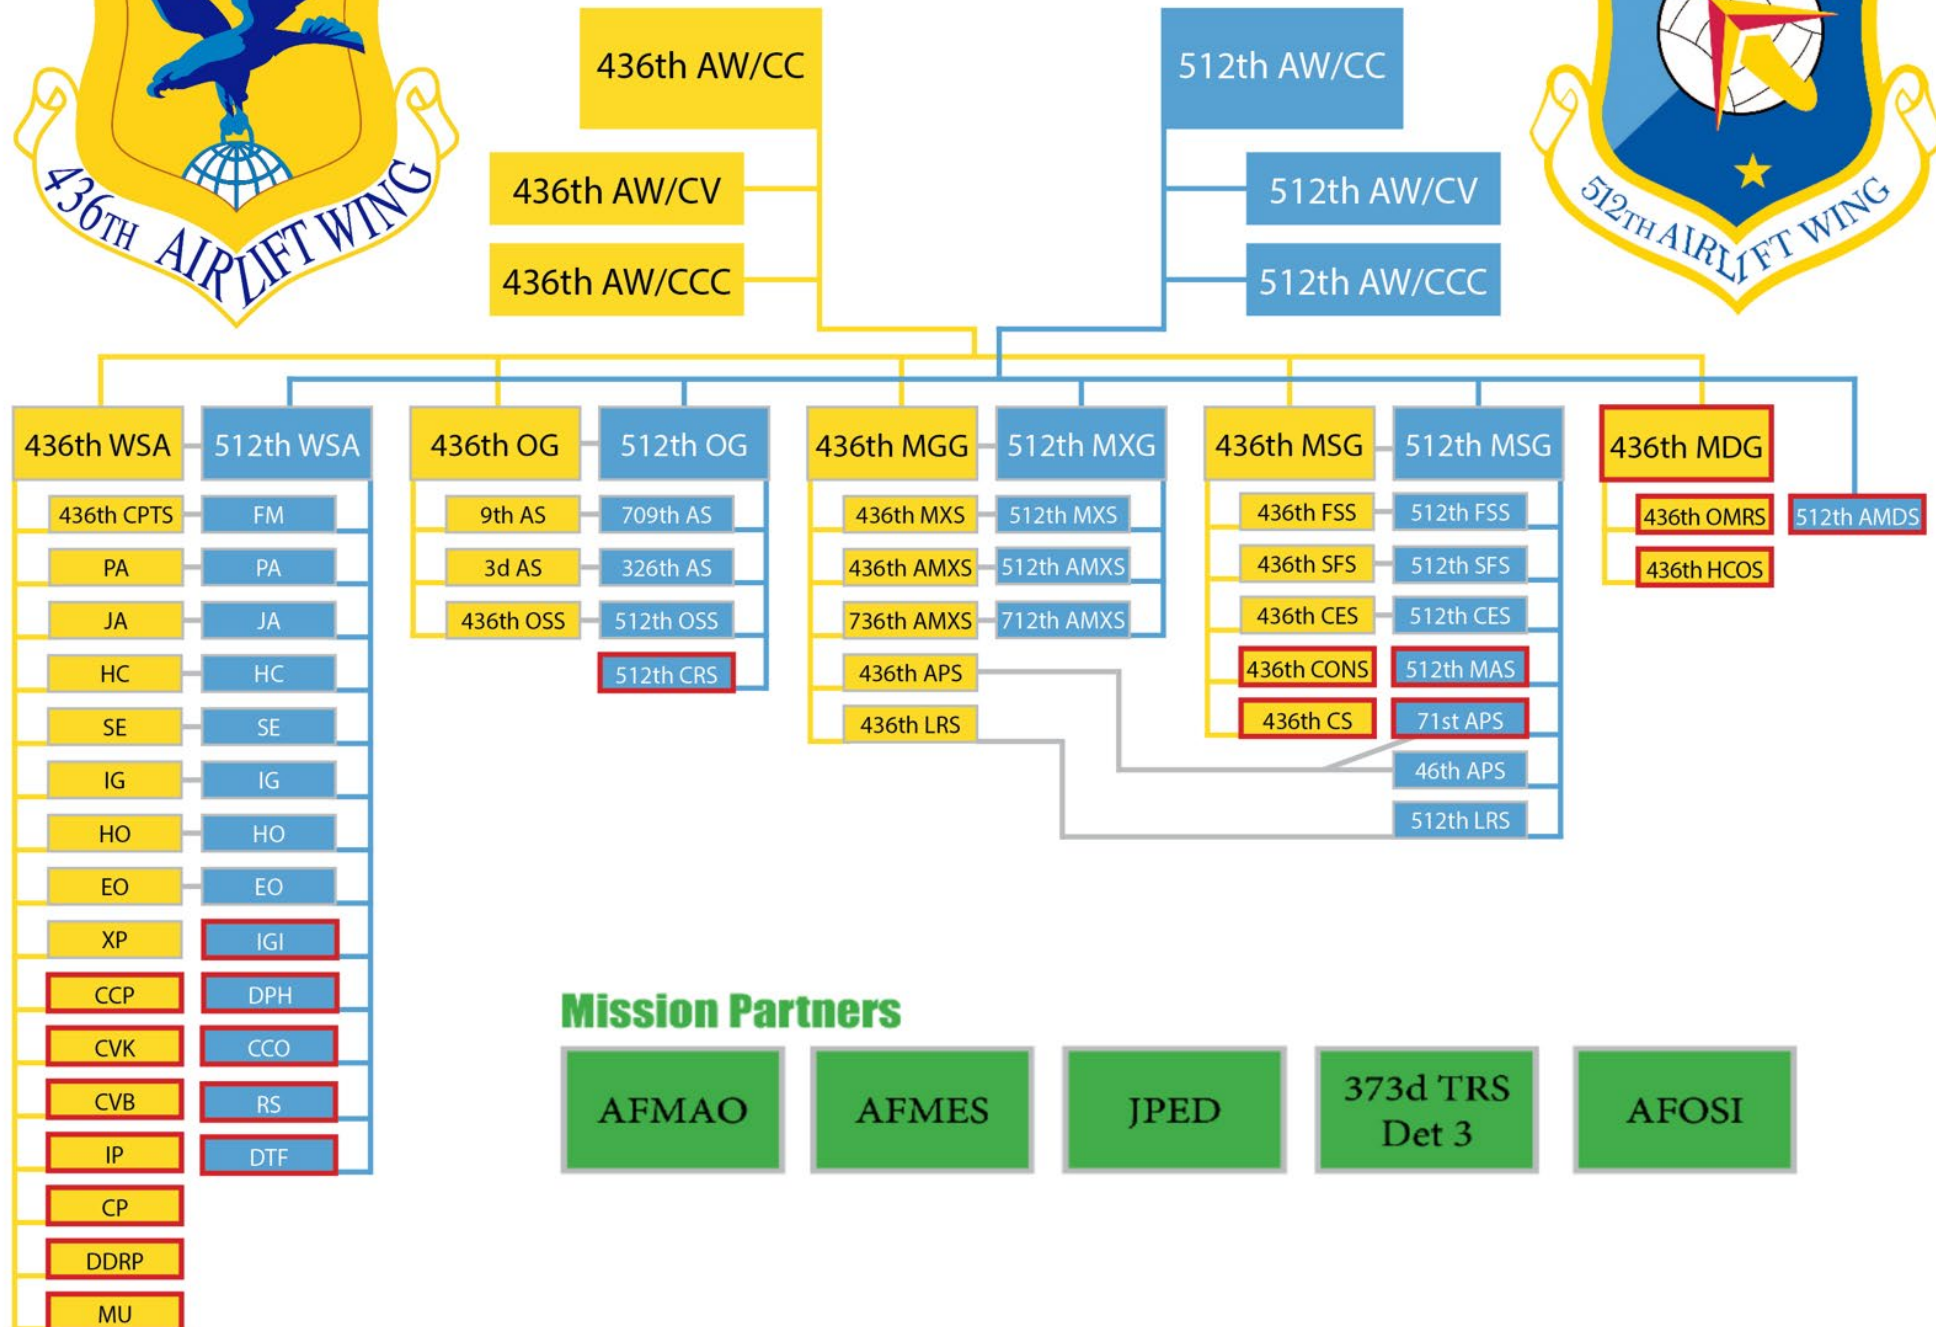 436TH AIRLIFT WING
512TH AIRLIFT WING
436th AW/CC
512th AW/CC
436th AW/CV
512th AW/CV
436th AW/CCC
512th AW/CCC
436th WSA
512th WSA
436th CPTS
FM
PA
PA
JA
JA
HC
HC
SE
SE
IG
IG
HO
HO
EO
EO
XP
IGI
CCP
DPH
CVK
CCO
CVB
RS
IP
DTF
CP
DDRP
MU
436th OG
512th OG
9th AS
709th AS
3d AS
326th AS
436th OSS
512th OSS
512th CRS
436th MGG
512th MXG
436th MXS
512th MXS
436th AMXS
512th AMXS
736th AMXS
712th AMXS
436th APS
436th LRS
436th MSG
512th MSG
436th FSS
512th FSS
436th SFS
512th SFS
436th CES
512th CES
436th CONS
512th MAS
436th CS
71st APS
46th APS
512th LRS
436th MDG
436th OMRS
512th AMDS
436th HCOS
Mission Partners
AFMAO
AFMES
JPED
373d TRS
Det 3
AFOSI